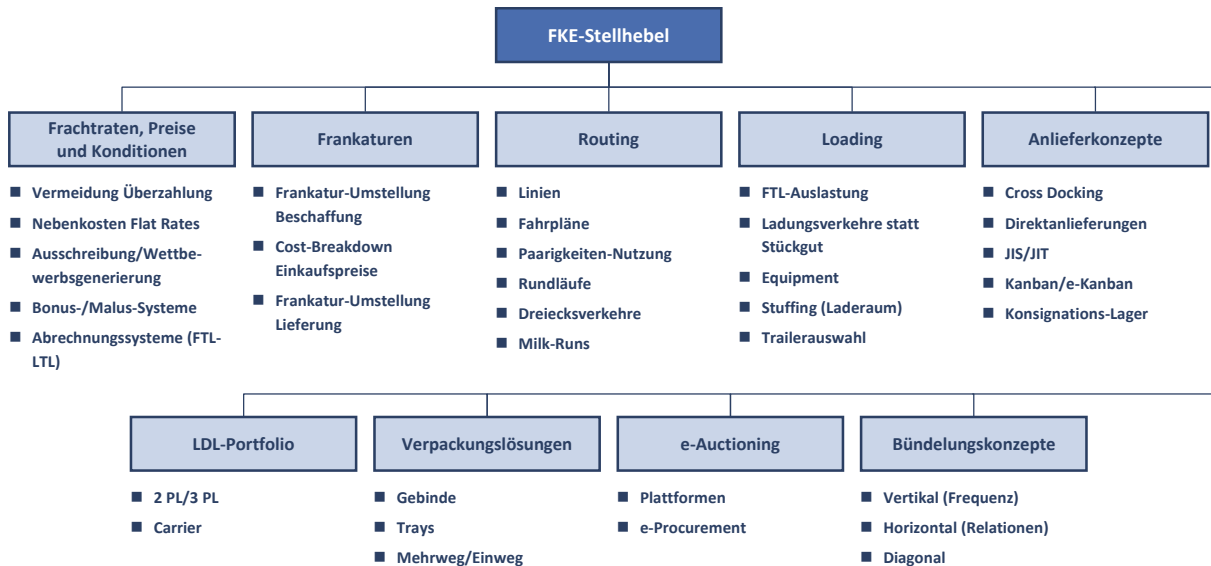 FKE-Stellhebel
Frachtraten, Preise
und Konditionen
Vermeidung Überzahlung
Nebenkosten Flat Rates
Ausschreibung/Wettbe-
werbsgenerierung
Bonus-/Malus-Systeme
Abrechnungssysteme (FTL-
LTL)
Frankaturen
Frankatur-Umstellung
Beschaffung
Cost-Breakdown
Einkaufspreise
Frankatur-Umstellung
Lieferung
Routing
Linien
Fahrpläne
Paarigkeiten-Nutzung
Rundläufe
Dreiecksverkehre
Milk-Runs
Loading
FTL-Auslastung
Ladungsverkehre statt
Stückgut
Equipment
Stuffing (Laderaum)
Trailerauswahl
Anlieferkonzepte
Cross Docking
Direktanlieferungen
JIS/JIT
Kanban/e-Kanban
Konsignations-Lager
LDL-Portfolio
2 PL/3 PL
Carrier
Verpackungslösungen
Gebinde
Trays
Mehrweg/Einweg
e-Auctioning
Plattformen
e-Procurement
Bündelungskonzepte
Vertikal (Frequenz)
Horizontal (Relationen)
Diagonal